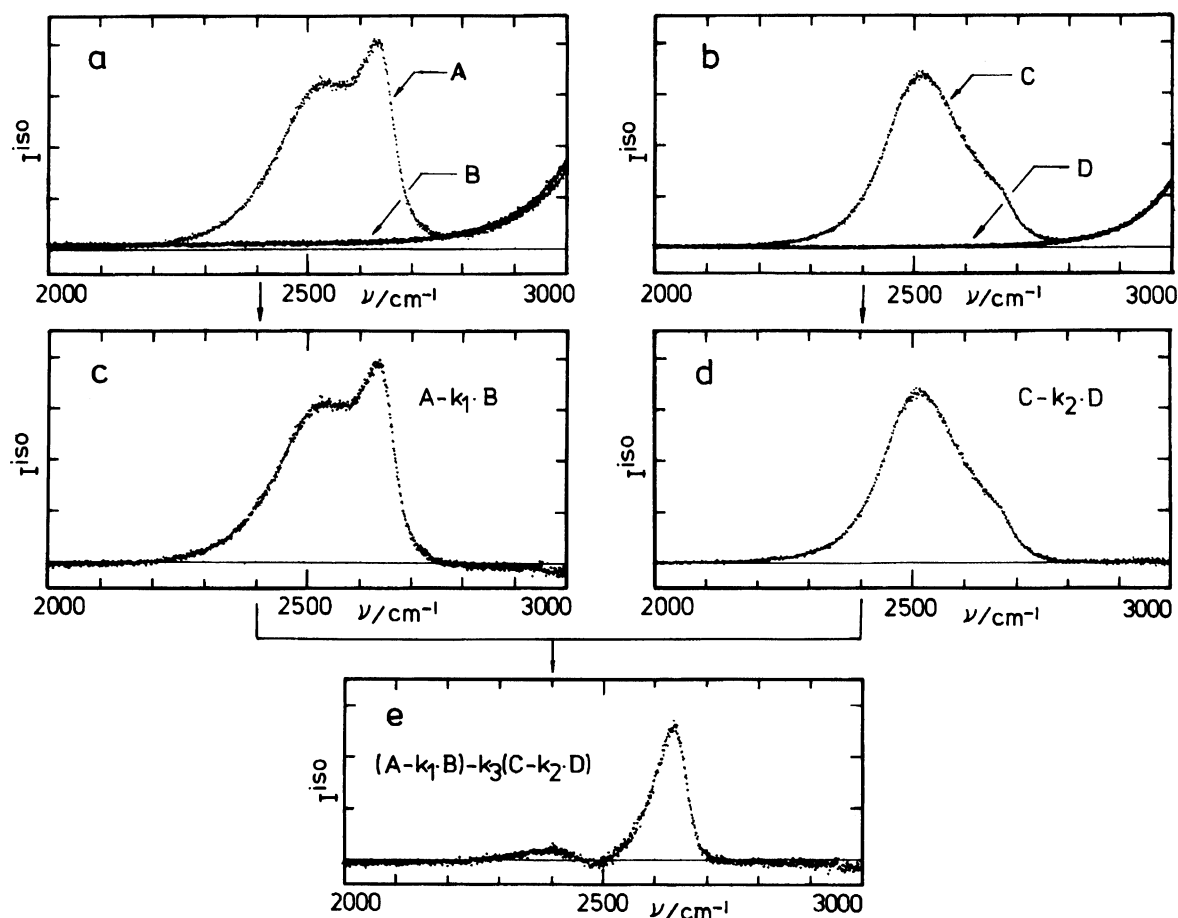 a
A
B
I^iso
2000 2500 ν/cm⁻¹ 3000
b
C
D
I^iso
2000 2500 ν/cm⁻¹ 3000
c
A-k₁·B
I^iso
2000 2500 ν/cm⁻¹ 3000
d
C-k₂·D
I^iso
2000 2500 ν/cm⁻¹ 3000
e
(A-k₁·B)-k₃(C-k₂·D)
I^iso
2000 2500 ν/cm⁻¹ 3000